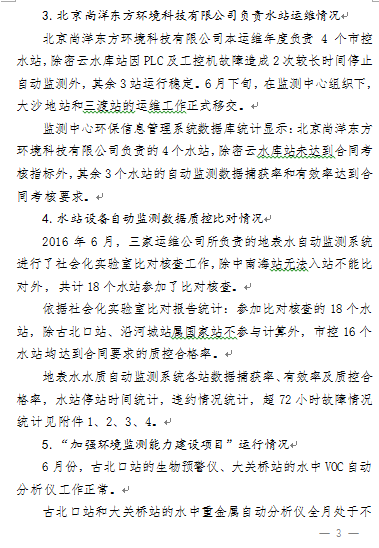 3. 北京尚洋东方环境科技有限公司负责水站运维情况
北京尚洋东方环境科技有限公司本运维年度负责 4 个市控
水站，除密云水库站因 PLC 及工控机故障造成 2 次较长时间停止
自动监测外，其余 3 站运行稳定。6 月下旬，在监测中心组织下，
大沙地站和三渡站的运维工作正式移交。
监测中心环保信息管理系统数据库统计显示：北京尚洋东方
环境科技有限公司负责的 4 个水站，除密云水库站未达到合同考
核指标外，其余 3 个水站的自动监测数据捕获率和有效率达到合
同考核要求。
4. 水站设备自动监测数据质控比对情况
2016 年 6 月，三家运维公司所负责的地表水自动监测系统
进行了社会化实验室比对核查工作，除中南海站无法入站不能比
对外，共计 18 个水站参加了比对核查。
依据社会化实验室比对报告统计：参加比对核查的 18 个水
站，除古北口站、沿河城站属国家站不参与计算外，市控 16 个
水站均达到合同要求的质控合格率。
地表水水质自动监测系统各站数据捕获率、有效率及质控合
格率，水站停站时间统计，违约情况统计，超 72 小时故障情况
统计见附件 1、2、3、4。
5. “加强环境监测能力建设项目”运行情况
6 月份，古北口站的生物预警仪、大关桥站的水中 VOC 自动
分析仪工作正常。
古北口站和大关桥站的水中重金属自动分析仪全月处于不
— 3 —